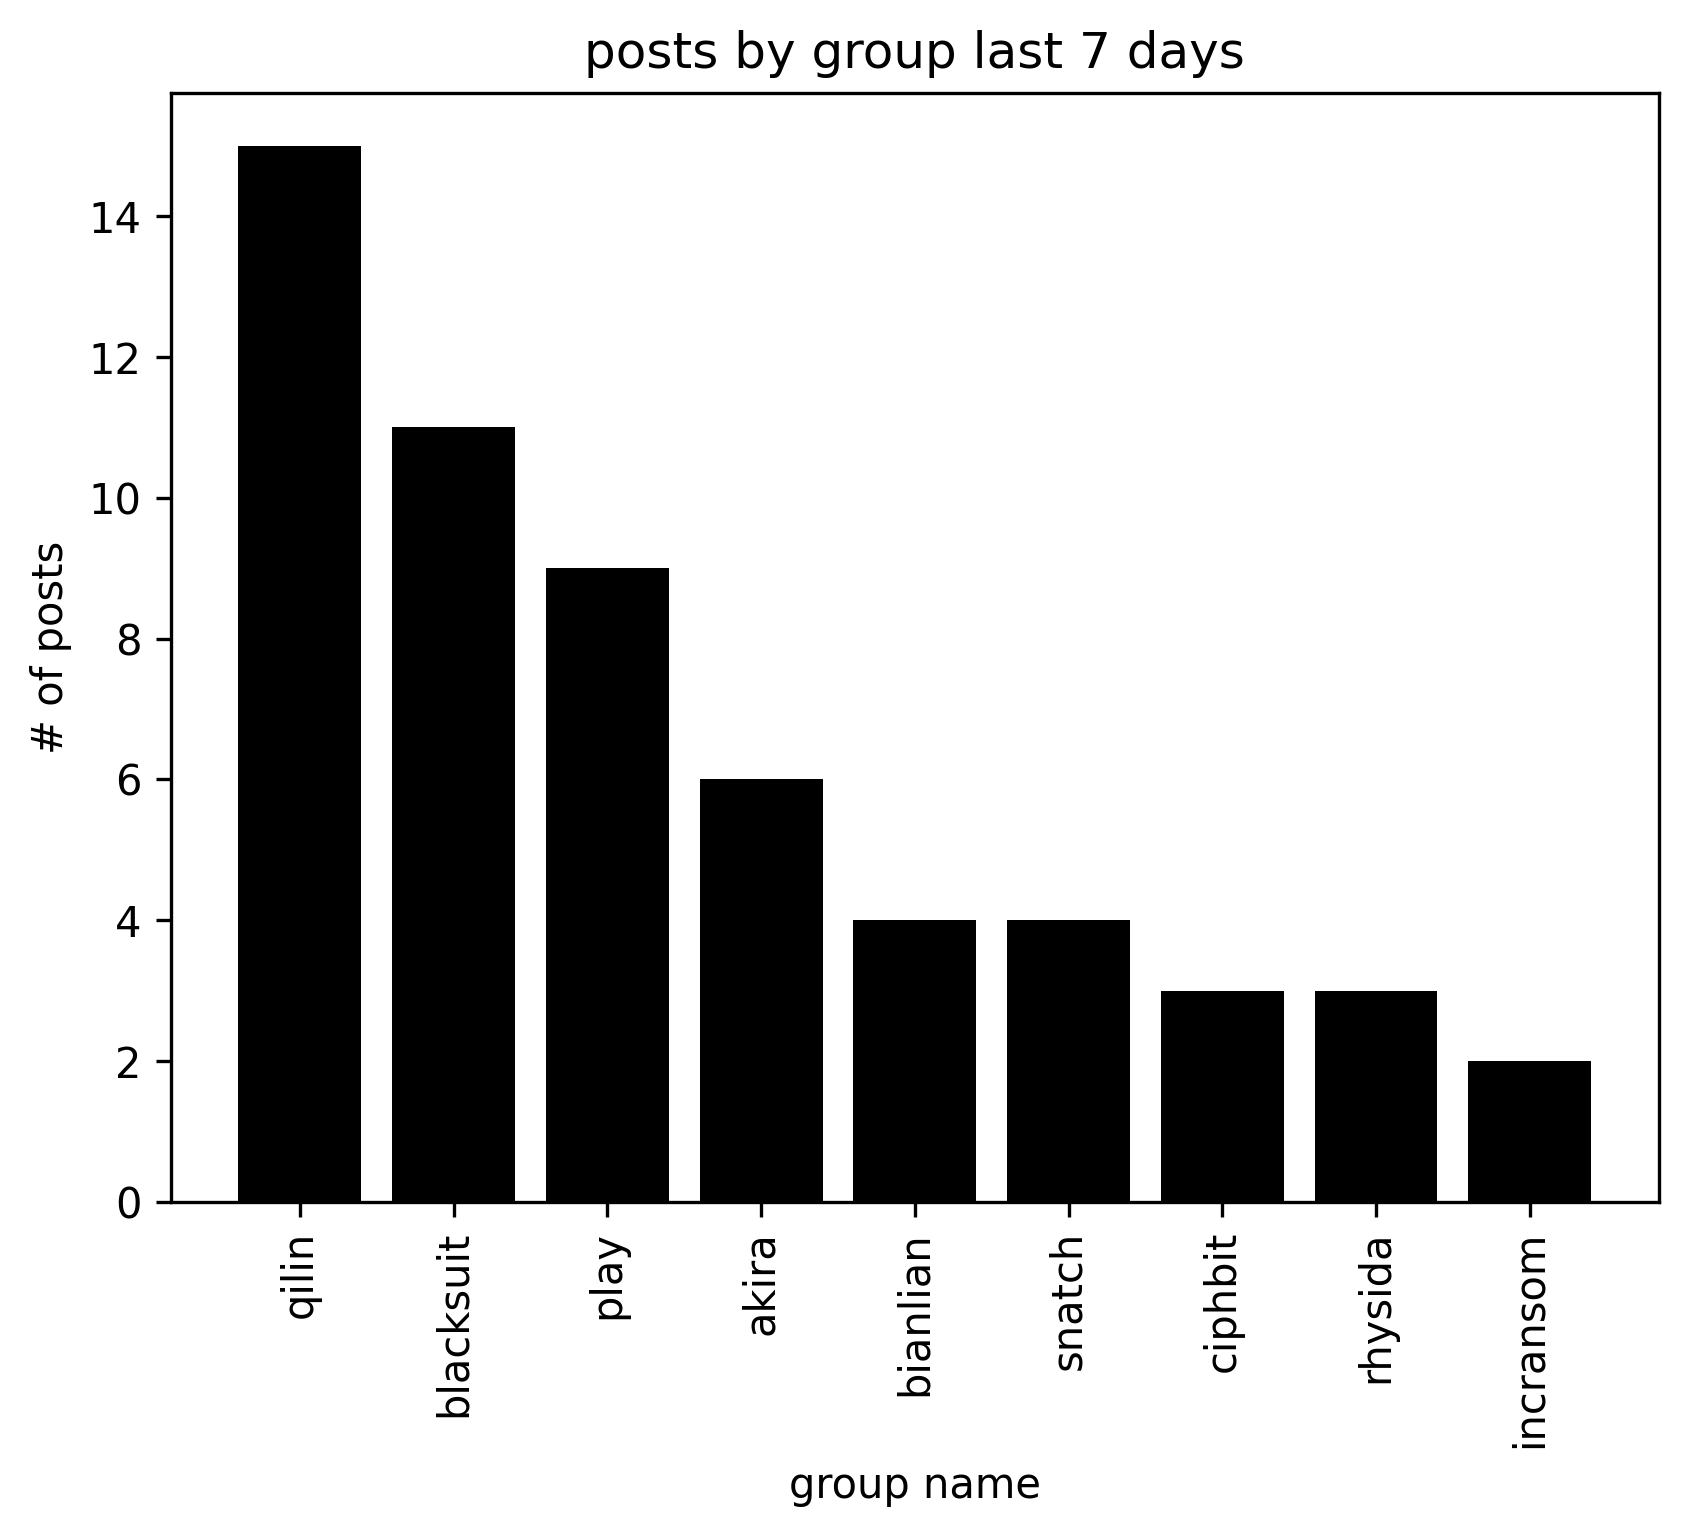 posts by group last 7 days
# of posts
14
12
10
8
6
4
2
0
qilin
blacksuit
play
akira
bianlian
snatch
ciphbit
rhysida
incransom
group name